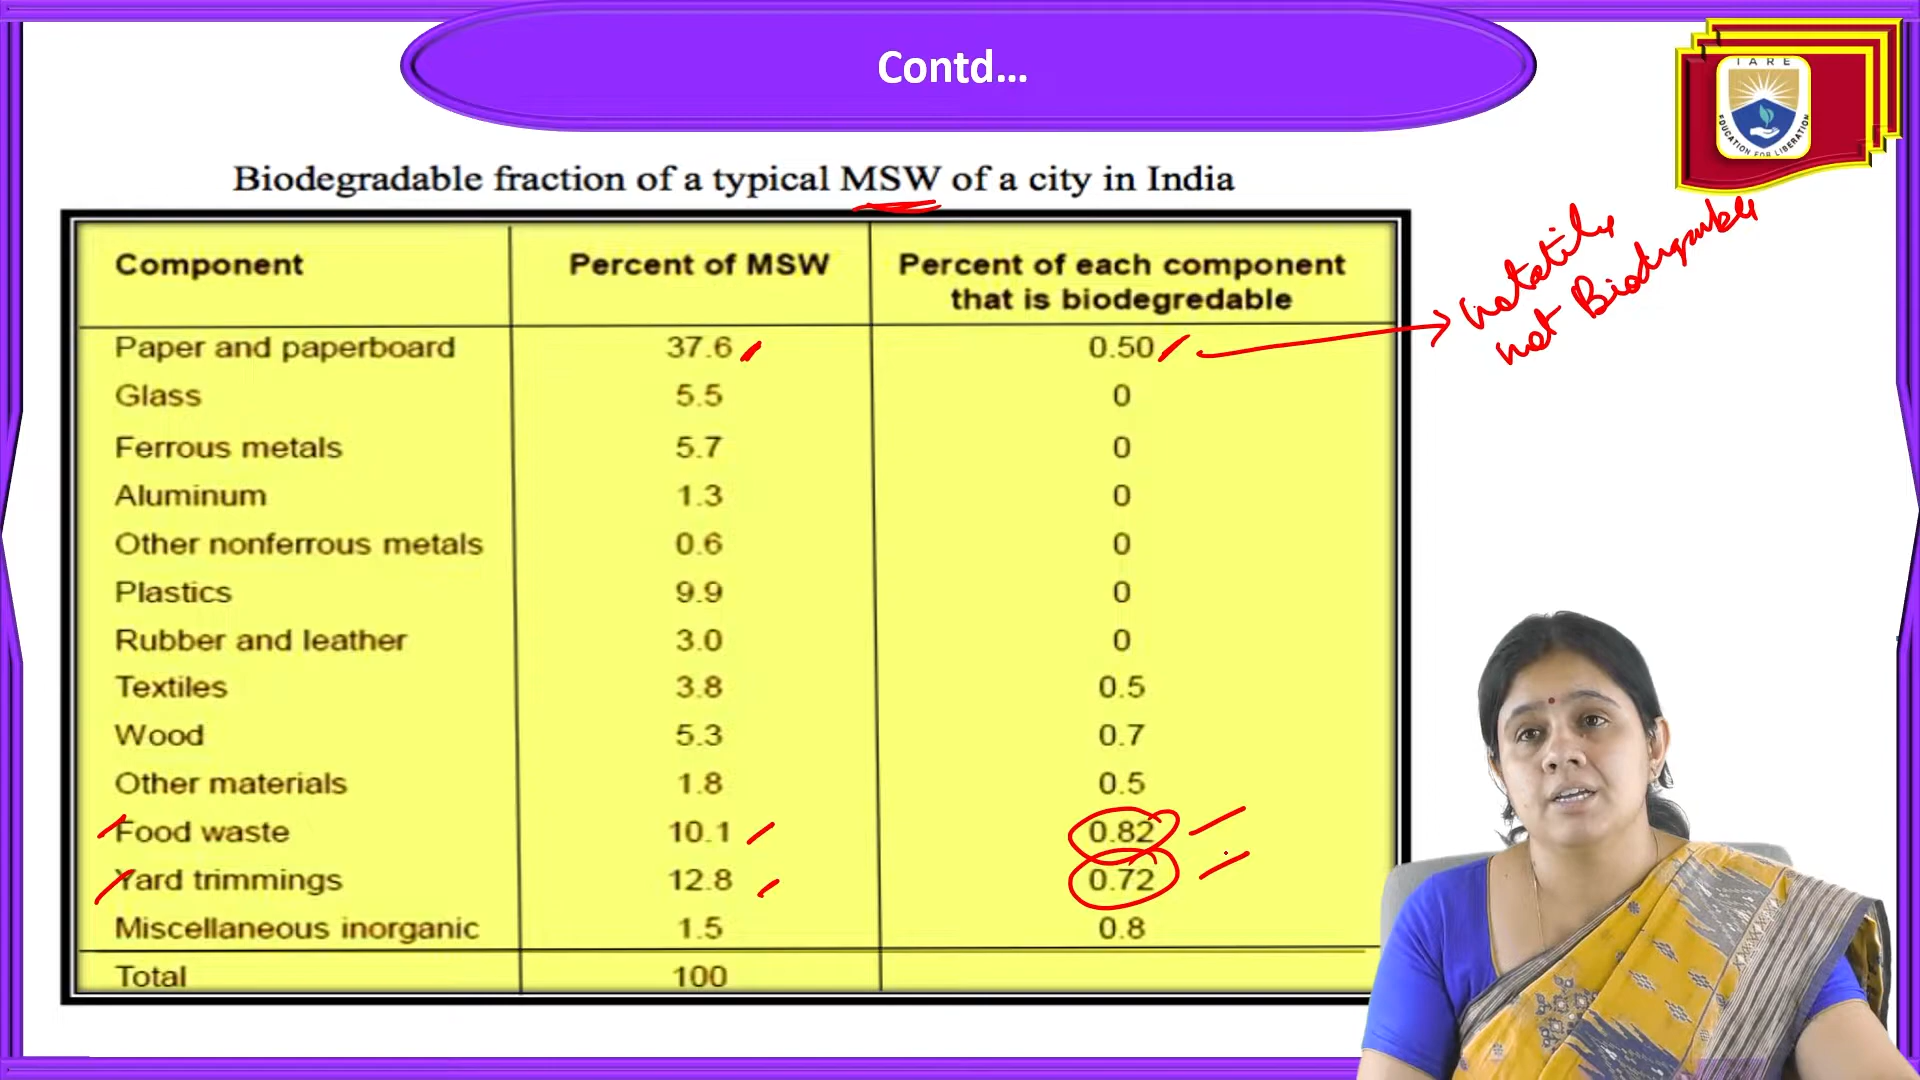 Contd...
IARE
EDUCATION FOR LIBERATION
Biodegradable fraction of a typical MSW of a city in India
Component Percent of MSW Percent of each component that is biodegredable
Paper and paperboard 37.6 0.50
not Biodegradable
Glass 5.5 0
Ferrous metals 5.7 0
Aluminum 1.3 0
Other nonferrous metals 0.6 0
Plastics 9.9 0
Rubber and leather 3.0 0
Textiles 3.8 0.5
Wood 5.3 0.7
Other materials 1.8 0.5
Food waste 10.1 0.82
Yard trimmings 12.8 0.72
Miscellaneous inorganic 1.5 0.8
Total 100